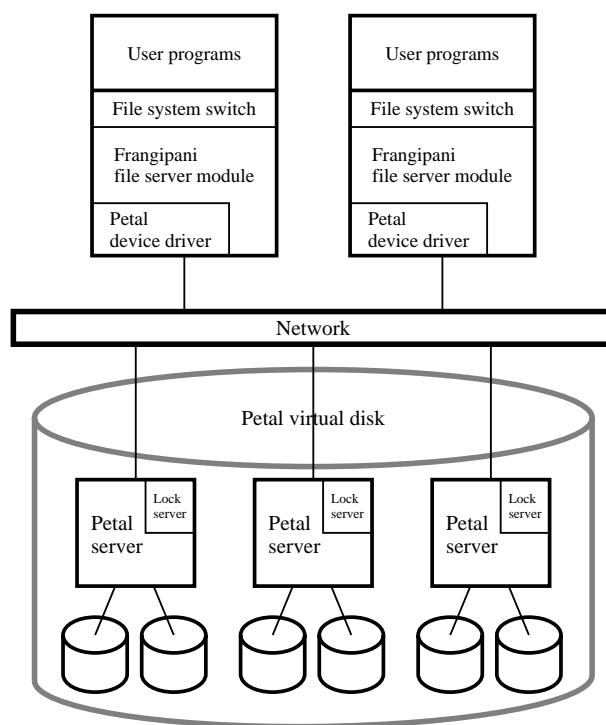 User programs
File system switch
Frangipani
file server module
Petal
device driver
User programs
File system switch
Frangipani
file server module
Petal
device driver
Network
Petal virtual disk
Lock
server
Petal
server
Lock
server
Petal
server
Lock
server
Petal
server